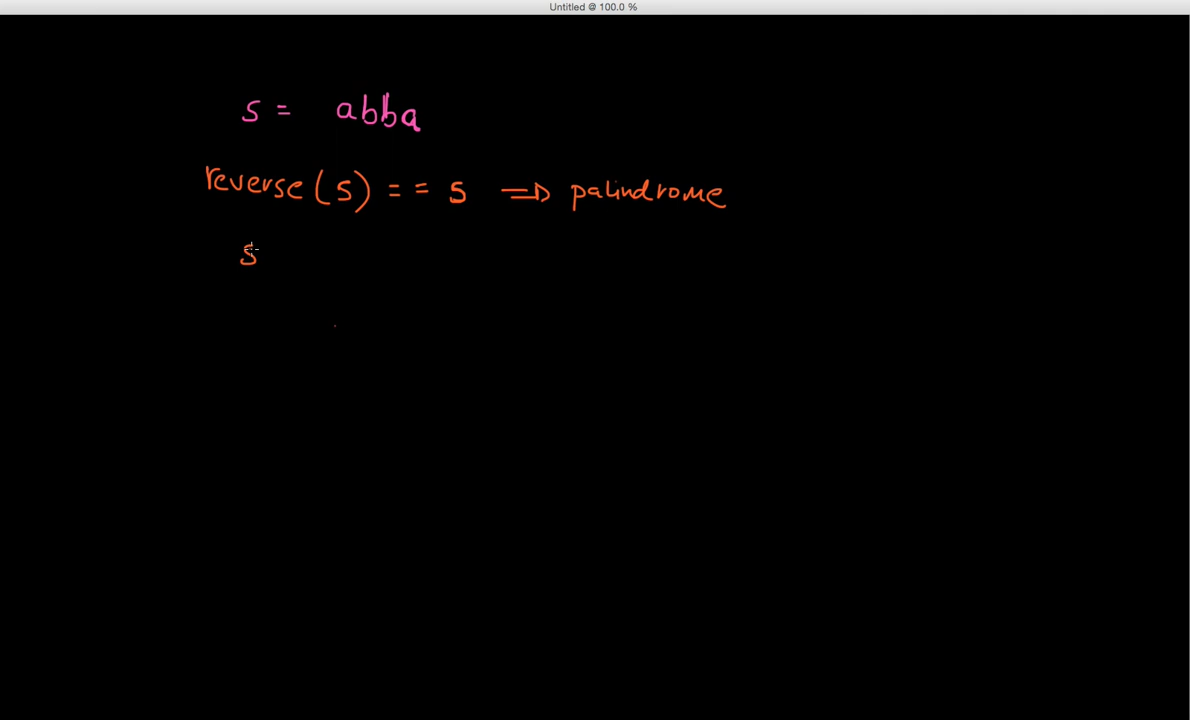 Untitled @ 100.0 %
s = abba
reverse(s) == s ⇒ palindrome
s